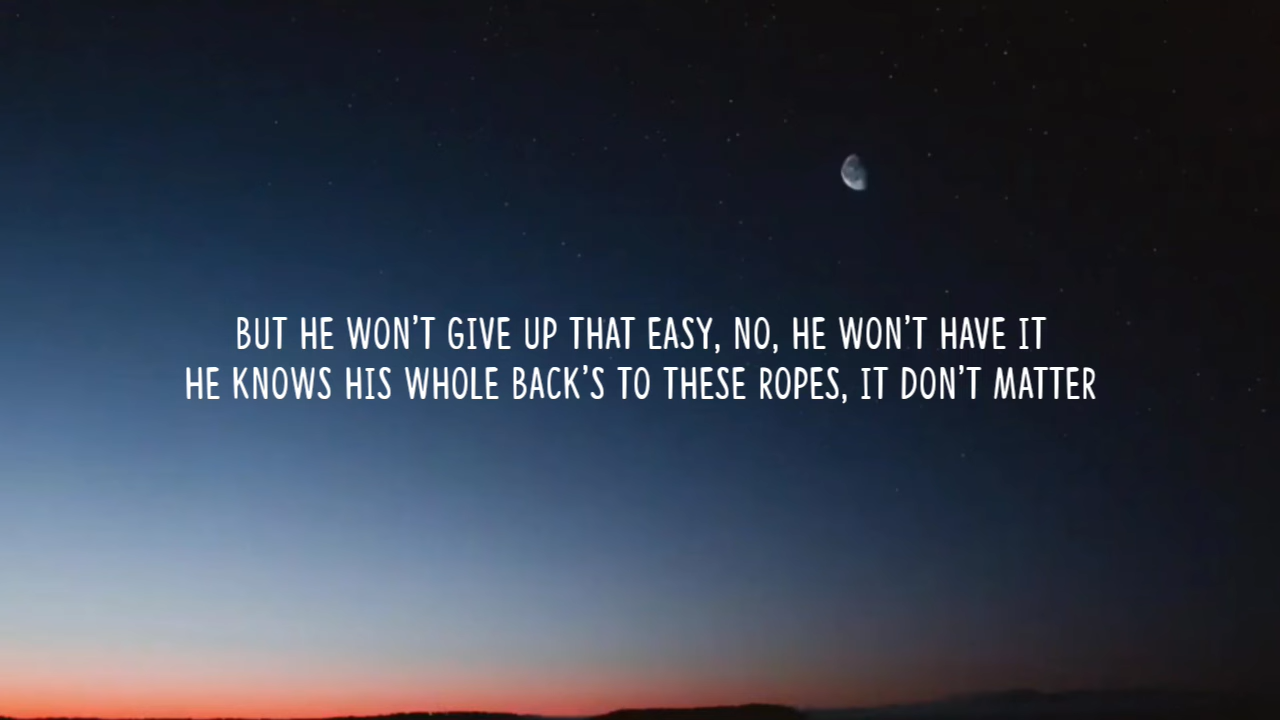 BUT HE WON'T GIVE UP THAT EASY, NO, HE WON'T HAVE IT
HE KNOWS HIS WHOLE BACK'S TO THESE ROPES, IT DON'T MATTER